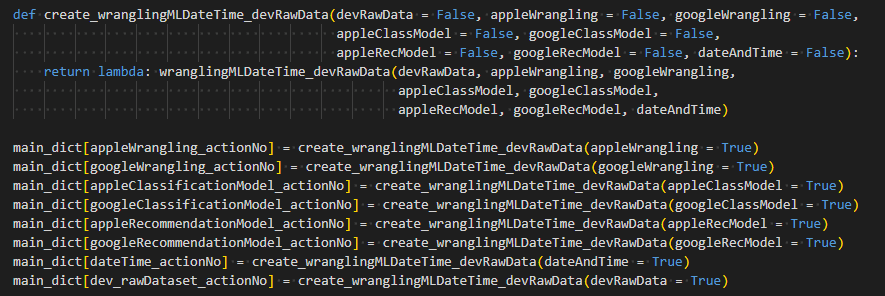 def create_wranglingMLDateTime_devRawData(devRawData = False, appleWrangling = False, googleWrangling = False,
appleClassModel = False, googleClassModel = False,
appleRecModel = False, googleRecModel = False, dateAndTime = False):
return lambda: wranglingMLDateTime_devRawData(devRawData, appleWrangling, googleWrangling,
appleClassModel, googleClassModel,
appleRecModel, googleRecModel, dateAndTime)
main_dict[appleWrangling_actionNo] = create_wranglingMLDateTime_devRawData(appleWrangling = True)
main_dict[googleWrangling_actionNo] = create_wranglingMLDateTime_devRawData(googleWrangling = True)
main_dict[appleClassificationModel_actionNo] = create_wranglingMLDateTime_devRawData(appleClassModel = True)
main_dict[googleClassificationModel_actionNo] = create_wranglingMLDateTime_devRawData(googleClassModel = True)
main_dict[appleRecommendationModel_actionNo] = create_wranglingMLDateTime_devRawData(appleRecModel = True)
main_dict[googleRecommendationModel_actionNo] = create_wranglingMLDateTime_devRawData(googleRecModel = True)
main_dict[dateTime_actionNo] = create_wranglingMLDateTime_devRawData(dateAndTime = True)
main_dict[dev_rawDataset_actionNo] = create_wranglingMLDateTime_devRawData(devRawData = True)